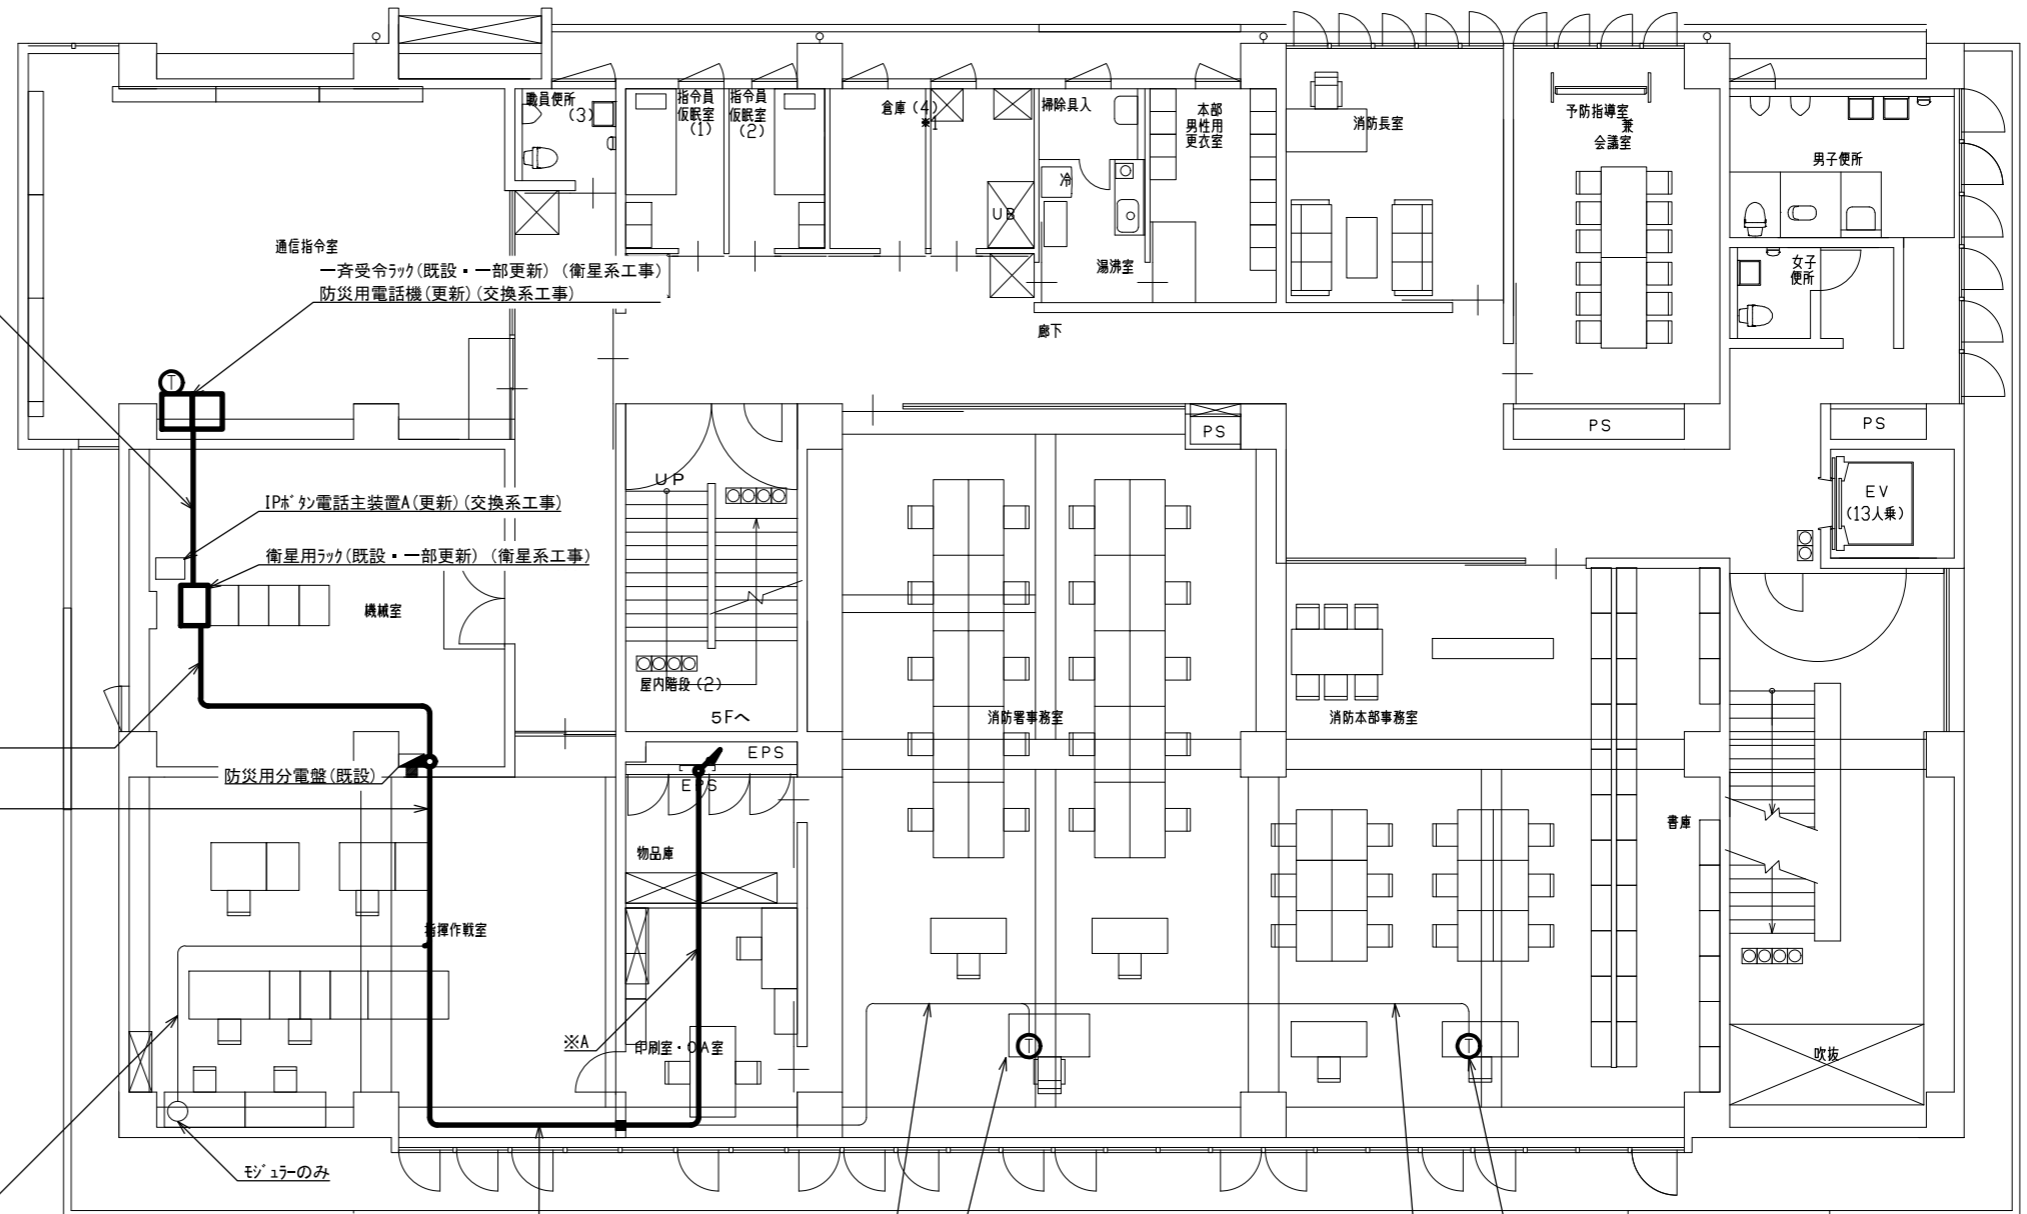 職員便所
(3)
指令員
仮眠室
(1)
指令員
仮眠室
(2)
倉庫(4)
※1
掃除具入
本部
男性用
更衣室
消防長室
予防指導室
兼
会議室
男子便所
冷
UB
湯沸室
女子
便所
通信指令室
一斉受令ﾗｯｸ(既設・一部更新) (衛星系工事)
防災用電話機(更新)(交換系工事)
廊下
T
PS
PS
PS
UP
EV
(13人乗)
IPﾎﾞﾀﾝ電話主装置A(更新)(交換系工事)
衛星用ﾗｯｸ(既設・一部更新) (衛星系工事)
機械室
屋内階段(2)
5Fへ
消防署事務室
消防本部事務室
EPS
EPS
防災用分電盤(既設)
物品庫
書庫
指揮作戦室
※A
印刷室・OA室
T
T
吹抜
ﾓｼﾞｭﾗｰのみ